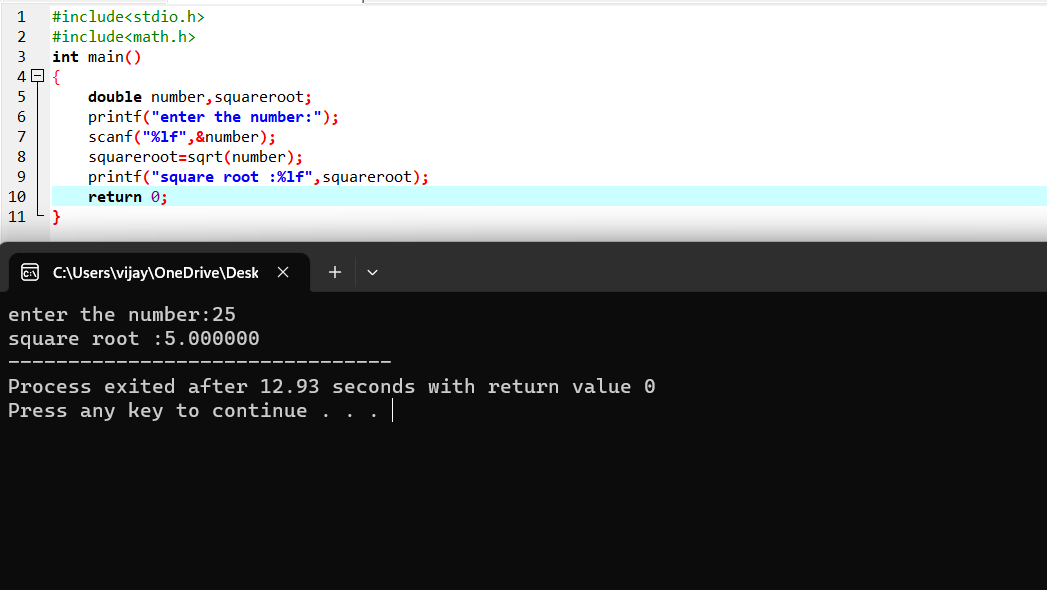 1 #include<stdio.h>
2 #include<math.h>
3 int main()
4 {
5 double number,squareroot;
6 printf("enter the number:");
7 scanf("%lf",&number);
8 squareroot=sqrt(number);
9 printf("square root :%lf",squareroot);
10 return 0;
11 }
C:\Users\vijay\OneDrive\Desk
enter the number:25
square root :5.000000
--------------------------------
Process exited after 12.93 seconds with return value 0
Press any key to continue . . .